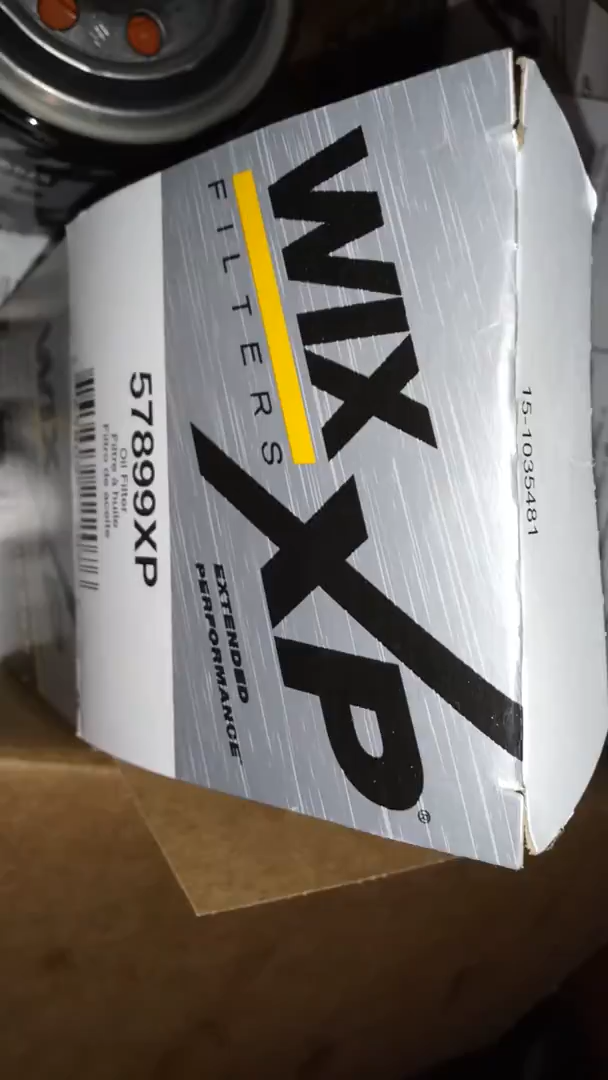 WIX
FILTERS
XP®
EXTENDED
PERFORMANCE
57899XP
Oil Filter
Filtre à huile
Filtro de aceite
15-1035481